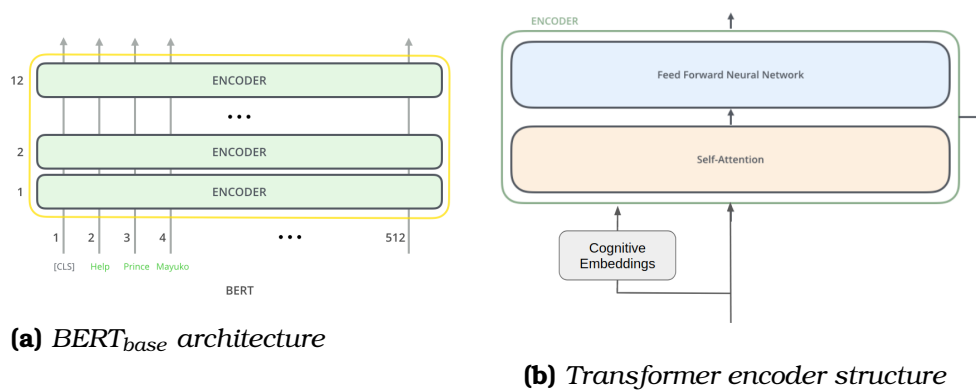 12
ENCODER
...
2
ENCODER
1
ENCODER
1 2 3 4 ... 512
[CLS] Help Prince Mayuko
BERT
(a) BERTbase architecture
ENCODER
Feed Forward Neural Network
Self-Attention
Cognitive
Embeddings
(b) Transformer encoder structure